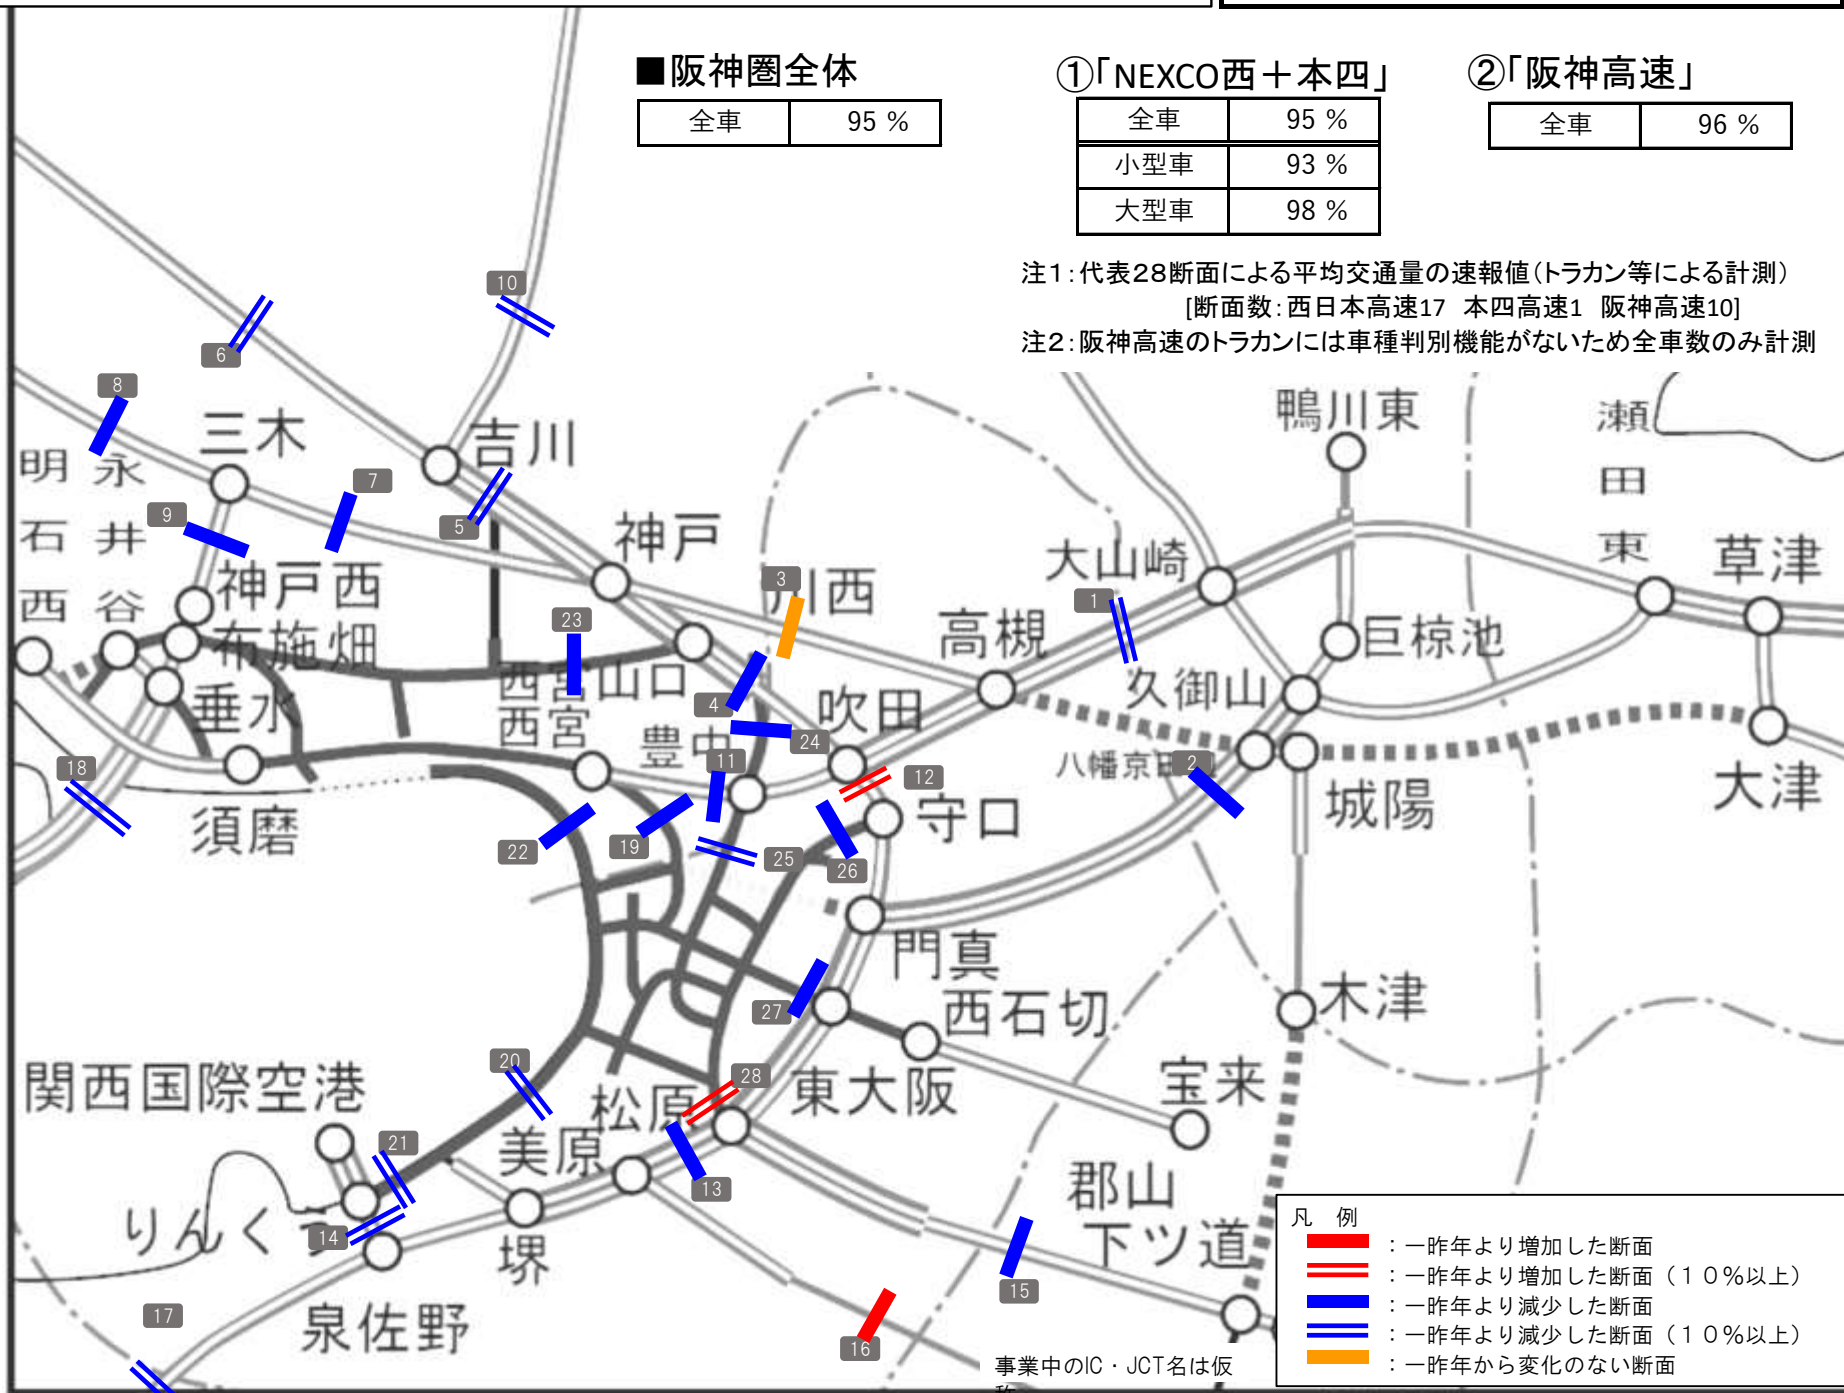 ■阪神圏全体
全車 95 %
①「NEXCO西＋本四」
全車 95 %
小型車 93 %
大型車 98 %
②「阪神高速」
全車 96 %
注1：代表28断面による平均交通量の速報値（トラカン等による計測）
[断面数：西日本高速17 本四高速1 阪神高速10]
注2：阪神高速のトラカンには車種判別機能がないため全車数のみ計測
10
6
8
三木
吉川
鴨川東
瀬田東
明石西
永井谷
7
9
5
神戸
大山崎
草津
神戸西
3
川西
1
高槻
布施畑
23
巨椋池
西宮山口
久御山
垂水
4
吹田
西宮
豊中
24
11
18
12
八幡京田
2
大津
須磨
守口
城陽
22
19
25
26
門真
27
西石切
木津
関西国際空港
20
松原
28
東大阪
宝来
21
美原
13
郡山
りんくう
14
堺
下ツ道
15
17
泉佐野
16
事業中のIC・JCT名は仮
称
凡 例
：一昨年より増加した断面
：一昨年より増加した断面（１０％以上）
：一昨年より減少した断面
：一昨年より減少した断面（１０％以上）
：一昨年から変化のない断面